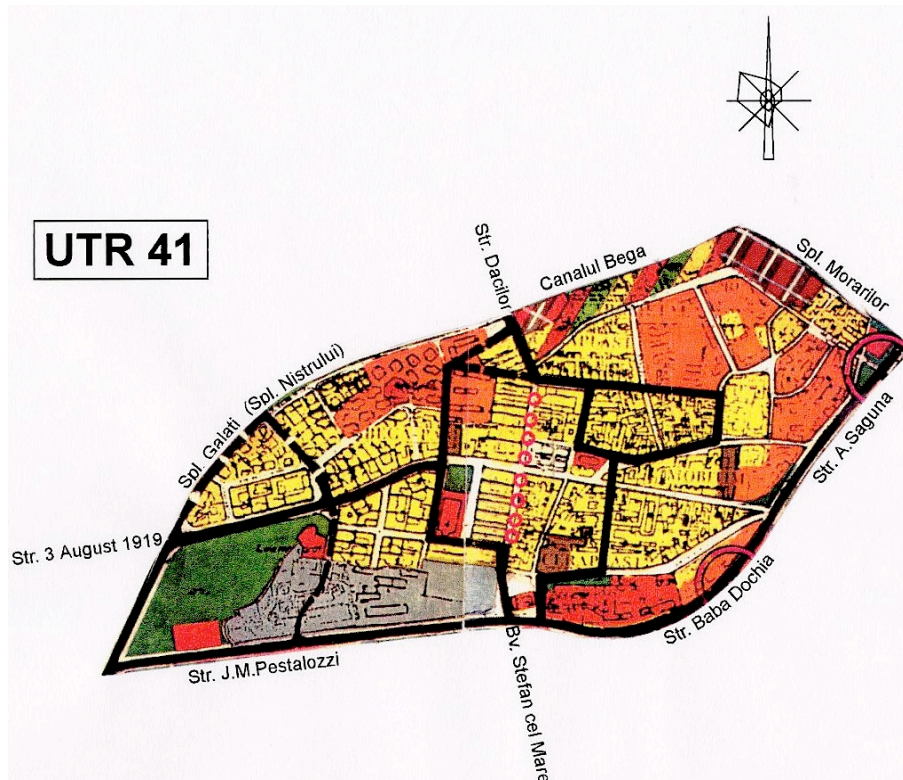 UTR 41
Str. Dacilor
Canalul Bega
Spl. Morarilor
Spl. Galati (Spl. Nistrului)
Str. A.Saguna
Str. 3 August 1919
Str. Baba Dochia
Str. J.M.Pestalozzi
Bv. Stefan cel Mare